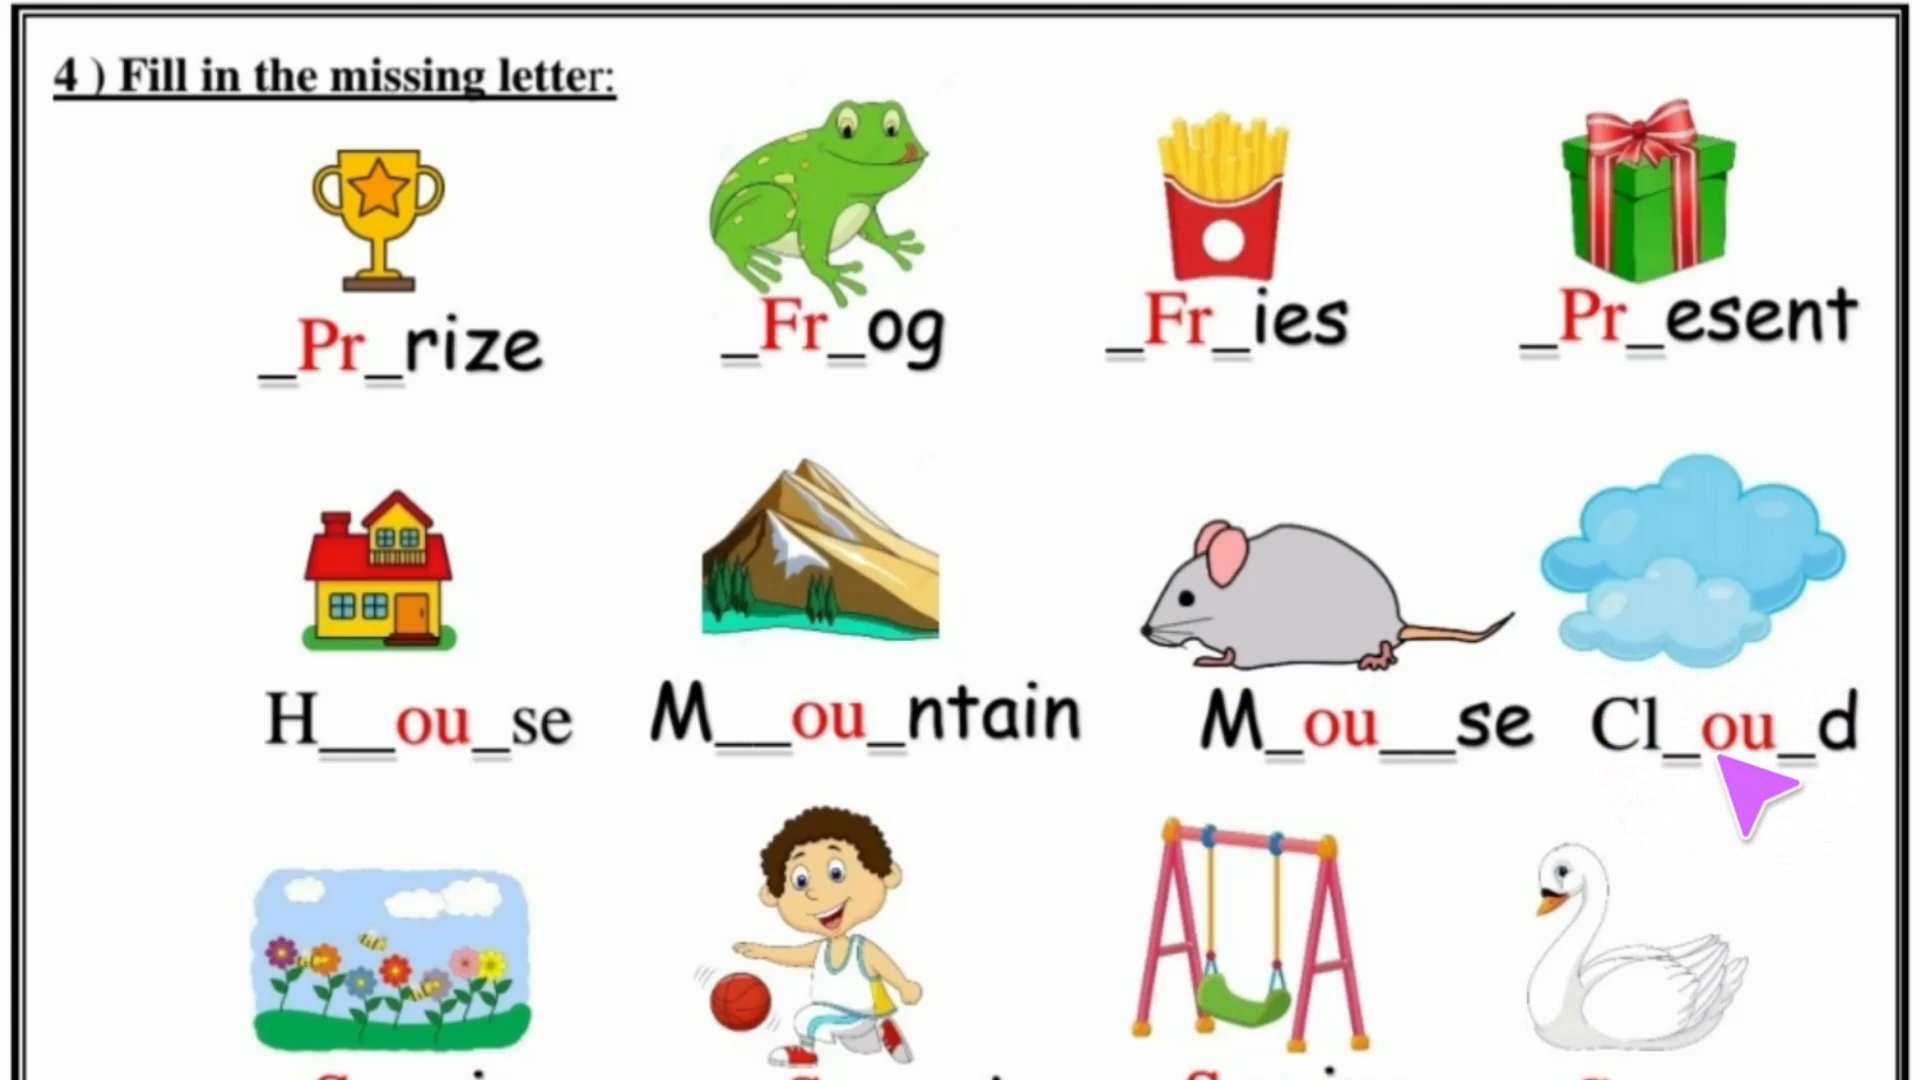 4 ) Fill in the missing letter:
_Pr_rize _Fr_og _Fr_ies _Pr_esent
H__ou_se M__ou_ntain M_ou__se Cl_ou_d